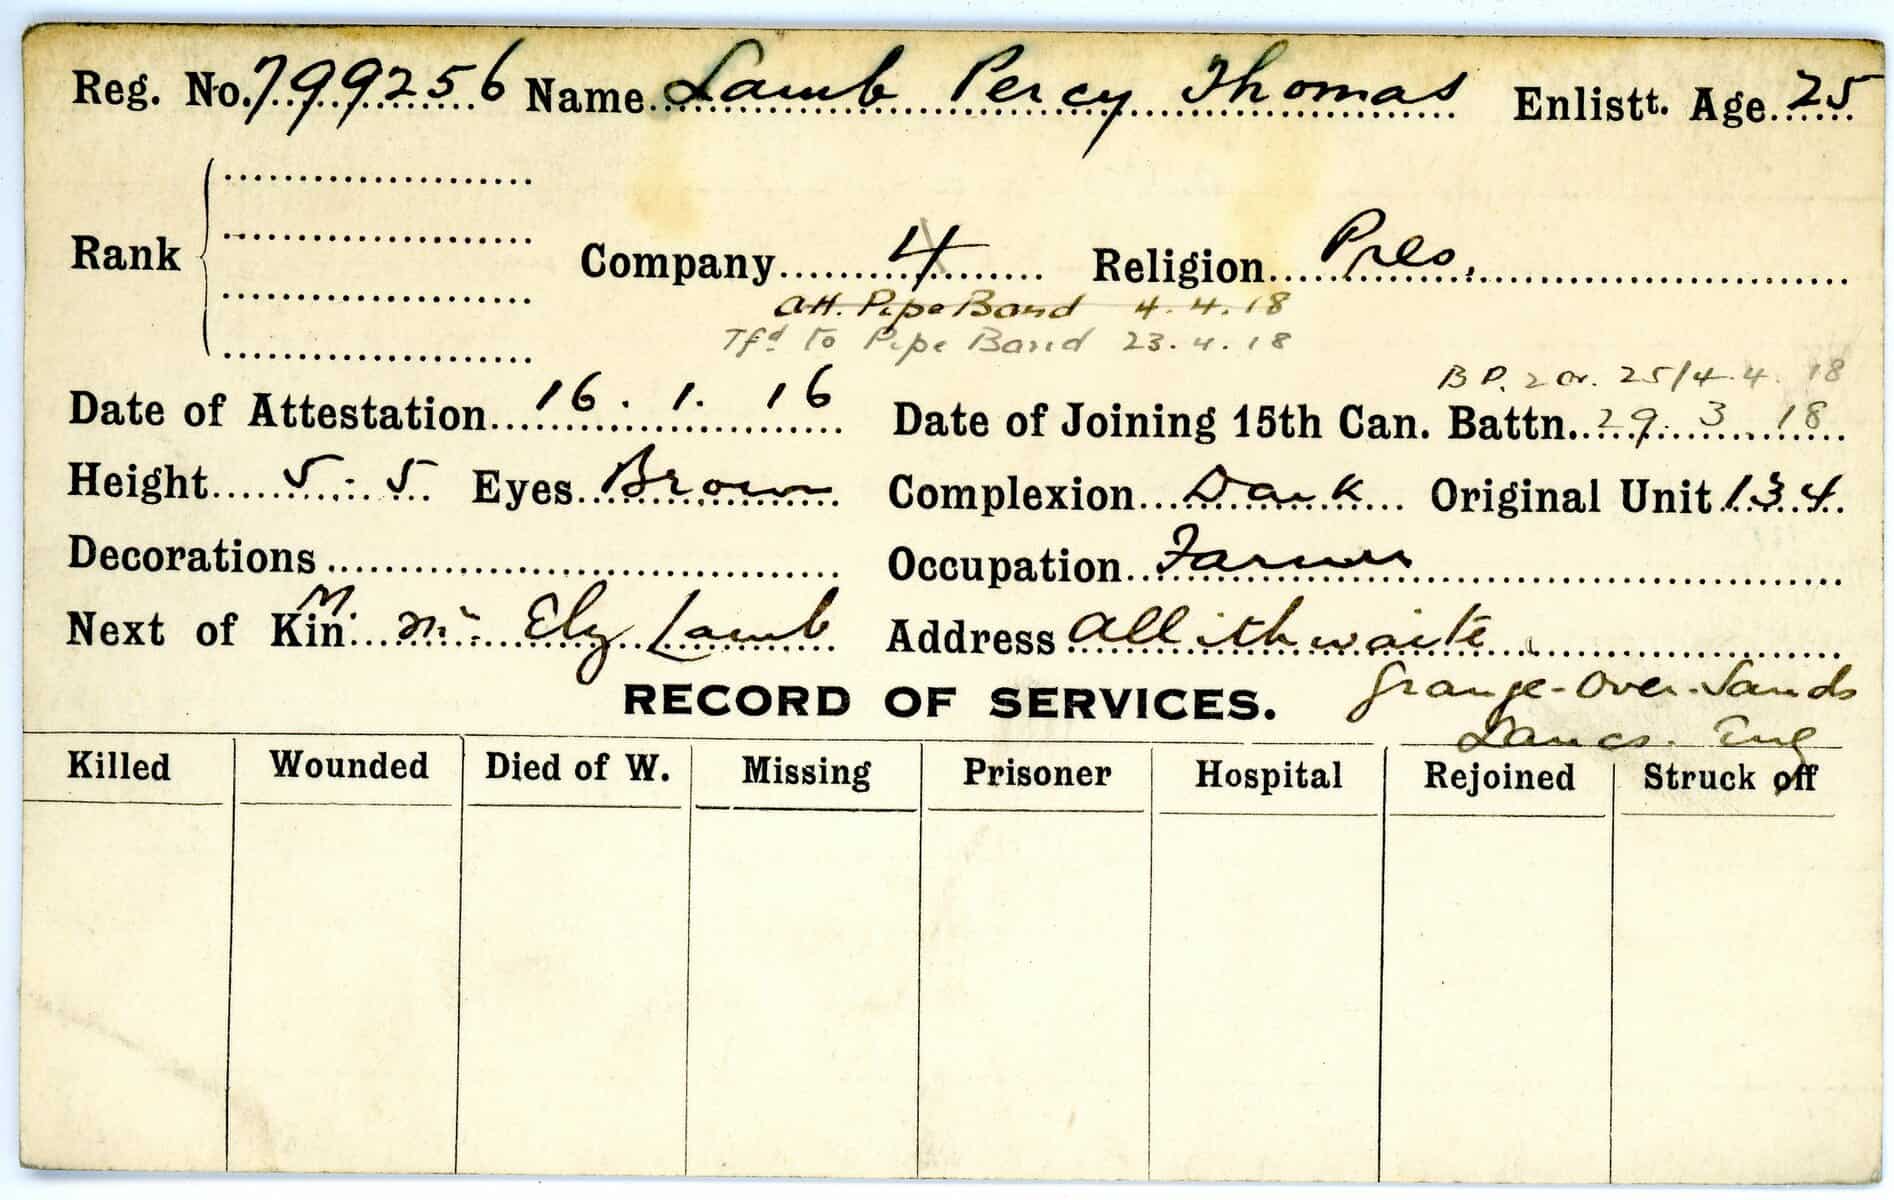 Reg. No. 799256 Name Lamb Percy Thomas Enlistt. Age 25
Rank Company 4 Religion Pres.
att. Pipe Band 4.4.18
Tfd to Pipe Band 23.4.18
B P. 2 Or. 25/4.4.18
Date of Attestation 16.1.16 Date of Joining 15th Can. Battn. 29.3.18
Height 5.5 Eyes Brown Complexion Dark Original Unit 134
Decorations Occupation Farmer
M.
Next of Kin Ely Lamb Address Allithwaite
RECORD OF SERVICES. Grange-Over-Sands
Lancs. Eng
Killed Wounded Died of W. Missing Prisoner Hospital Rejoined Struck off